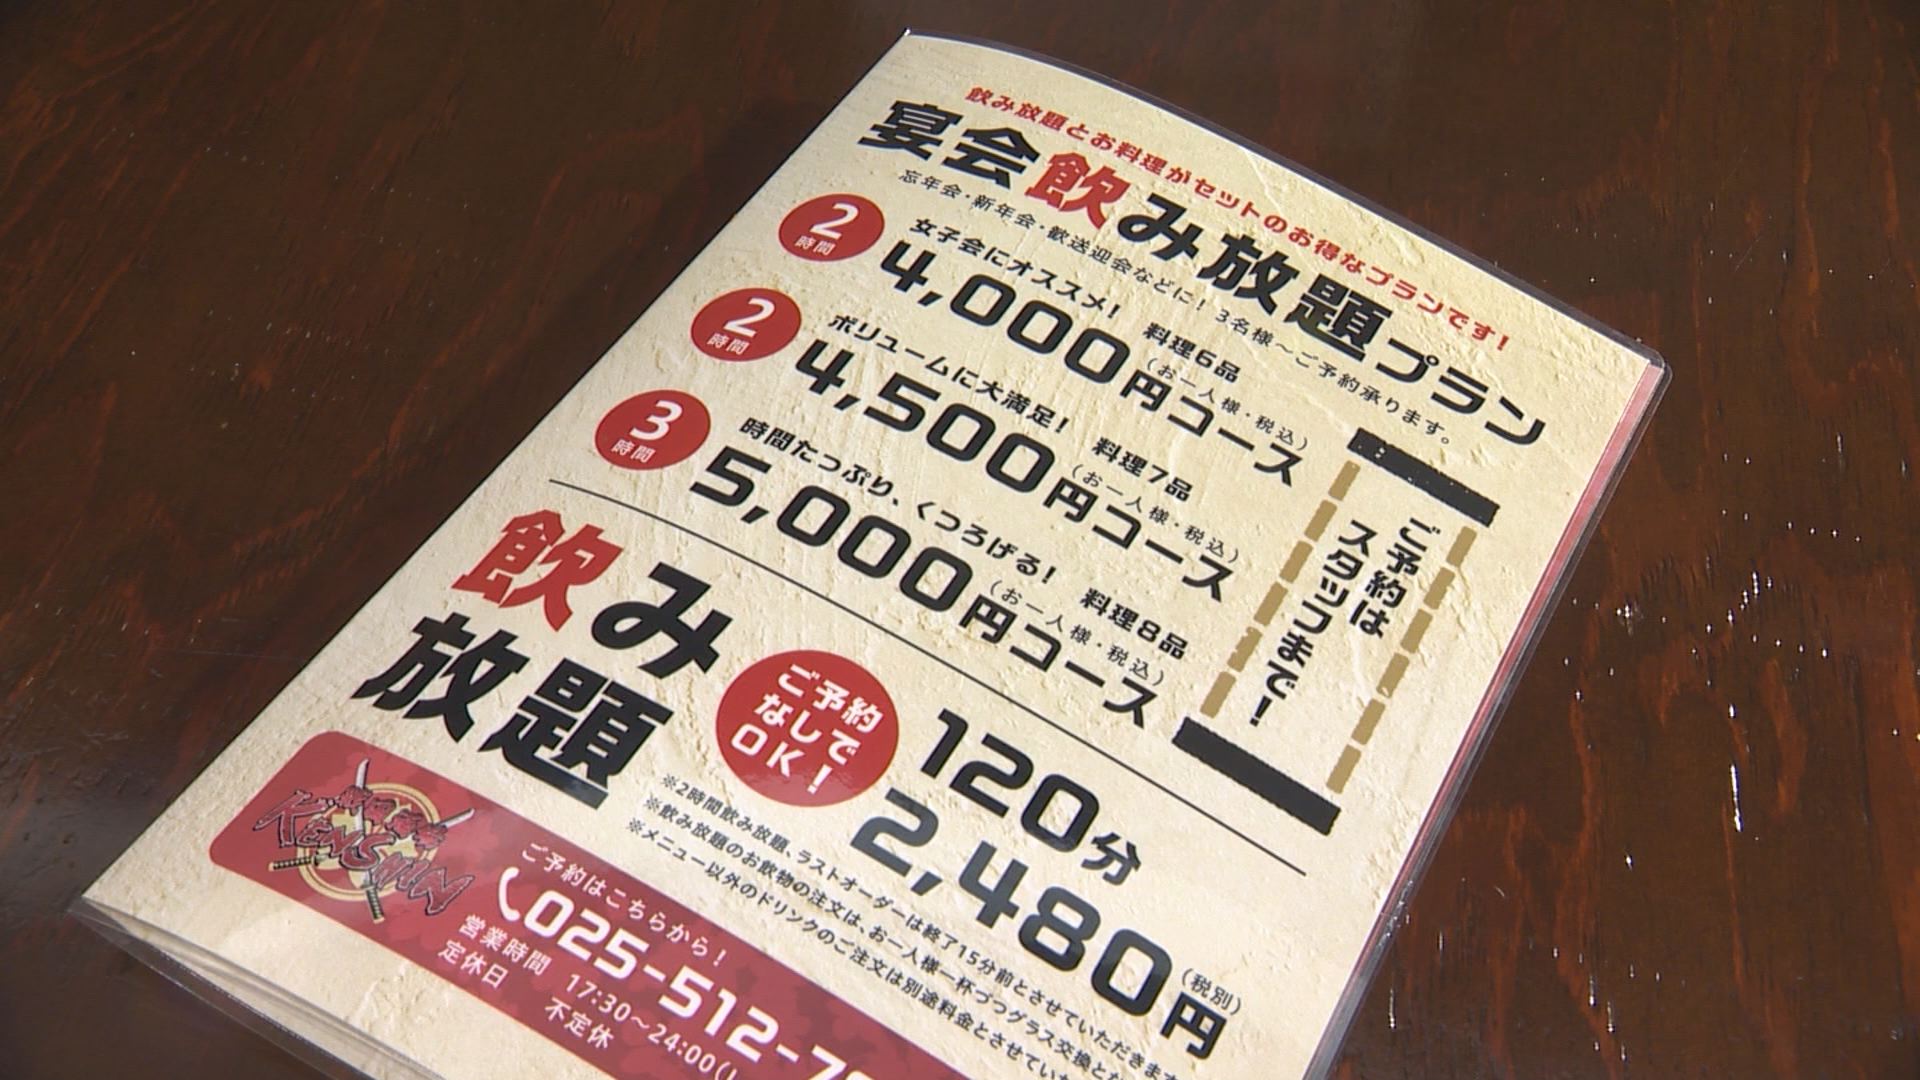 飲み放題とお料理がセットのお得なプランです!
宴会飲み放題プラン
忘年会・新年会・歓送迎会などに! 3名様～ご予約承ります。
2時間
女子会にオススメ! 料理6品
4,000円コース
(お一人様・税込)
2時間
ボリュームに大満足! 料理7品
4,500円コース
(お一人様・税込)
3時間
時間たっぷり、くつろげる! 料理8品
5,000円コース
(お一人様・税込)
ご予約は
スタッフまで!
飲み
放題
ご予約
なしで
OK!
120分
2,480円
(税別)
※2時間飲み放題、ラストオーダーは終了15分前とさせていただきます
※飲み放題のお飲物の注文は、お一人様一杯づつグラス交換とな
※メニュー以外のドリンクのご注文は別途料金とさせていた
KENSHIN
ご予約はこちらから!
025-512-7
営業時間 17:30～24:00(
定休日 不定休